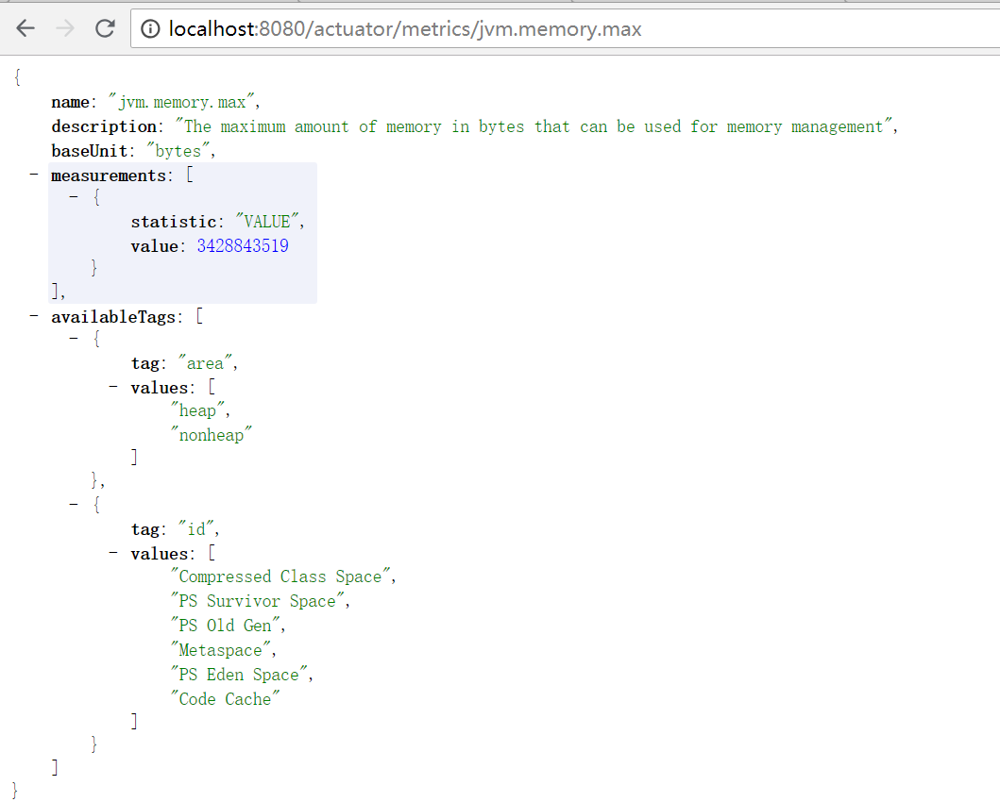 localhost:8080/actuator/metrics/jvm.memory.max
{
name: "jvm.memory.max",
description: "The maximum amount of memory in bytes that can be used for memory management",
baseUnit: "bytes",
- measurements: [
- {
statistic: "VALUE",
value: 3428843519
}
],
- availableTags: [
- {
tag: "area",
- values: [
"heap",
"nonheap"
]
},
- {
tag: "id",
- values: [
"Compressed Class Space",
"PS Survivor Space",
"PS Old Gen",
"Metaspace",
"PS Eden Space",
"Code Cache"
]
}
]
}